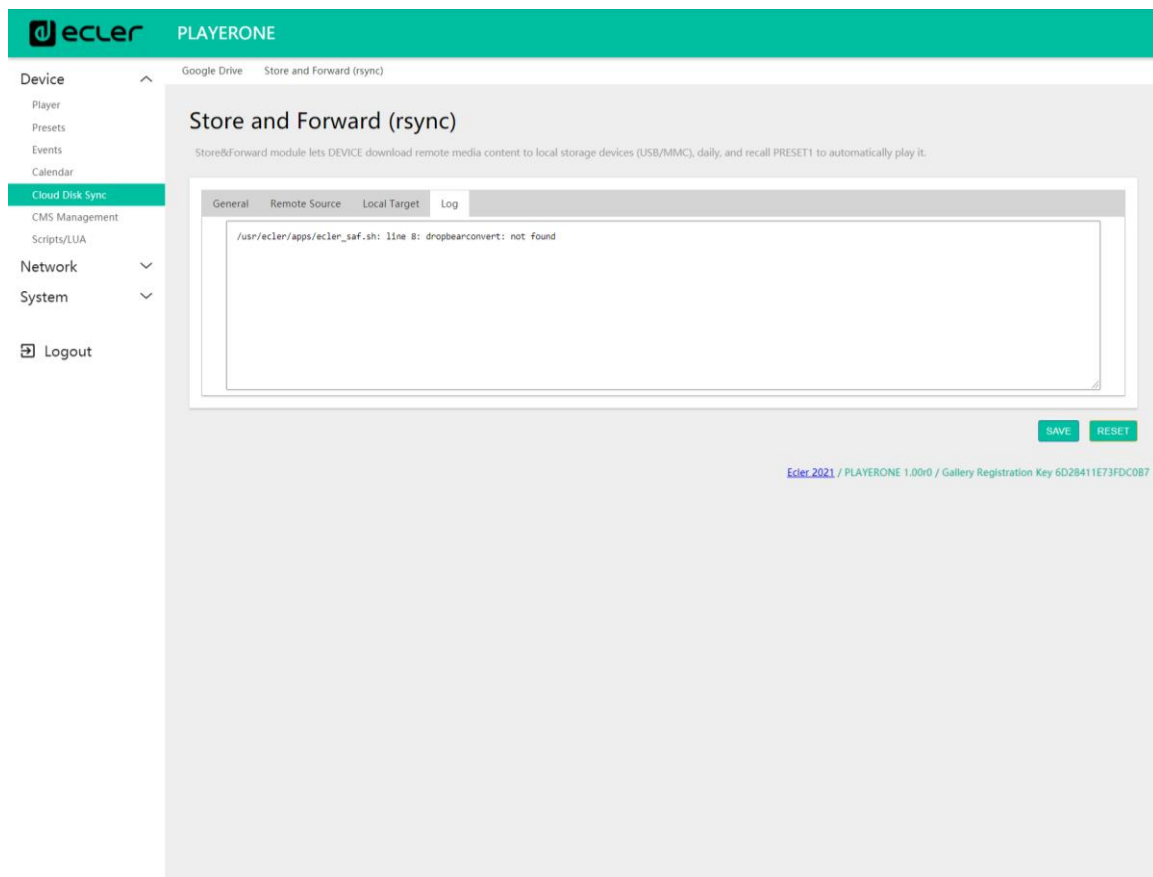 ecler
PLAYERONE
Device
Player
Presets
Events
Calendar
Cloud Disk Sync
CMS Management
Scripts/LUA
Network
System
Logout
Google Drive Store and Forward (rsync)
Store and Forward (rsync)
Store&Forward module lets DEVICE download remote media content to local storage devices (USB/MMC), daily, and recall PRESET1 to automatically play it.
General Remote Source Local Target Log
/usr/ecler/apps/ecler_saf.sh: line 8: dropbearconvert: not found
SAVE RESET
Ecler 2021 / PLAYERONE 1.00r0 / Gallery Registration Key 6D28411E73FDC0B7